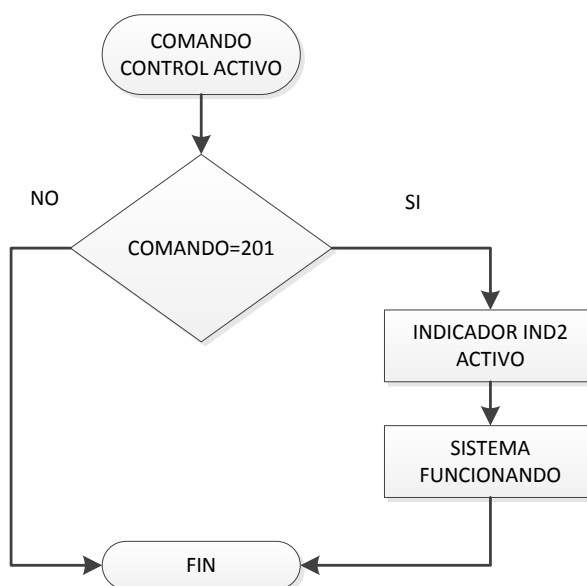 COMANDO
CONTROL ACTIVO
NO
SI
COMANDO=201
INDICADOR IND2
ACTIVO
SISTEMA
FUNCIONANDO
FIN